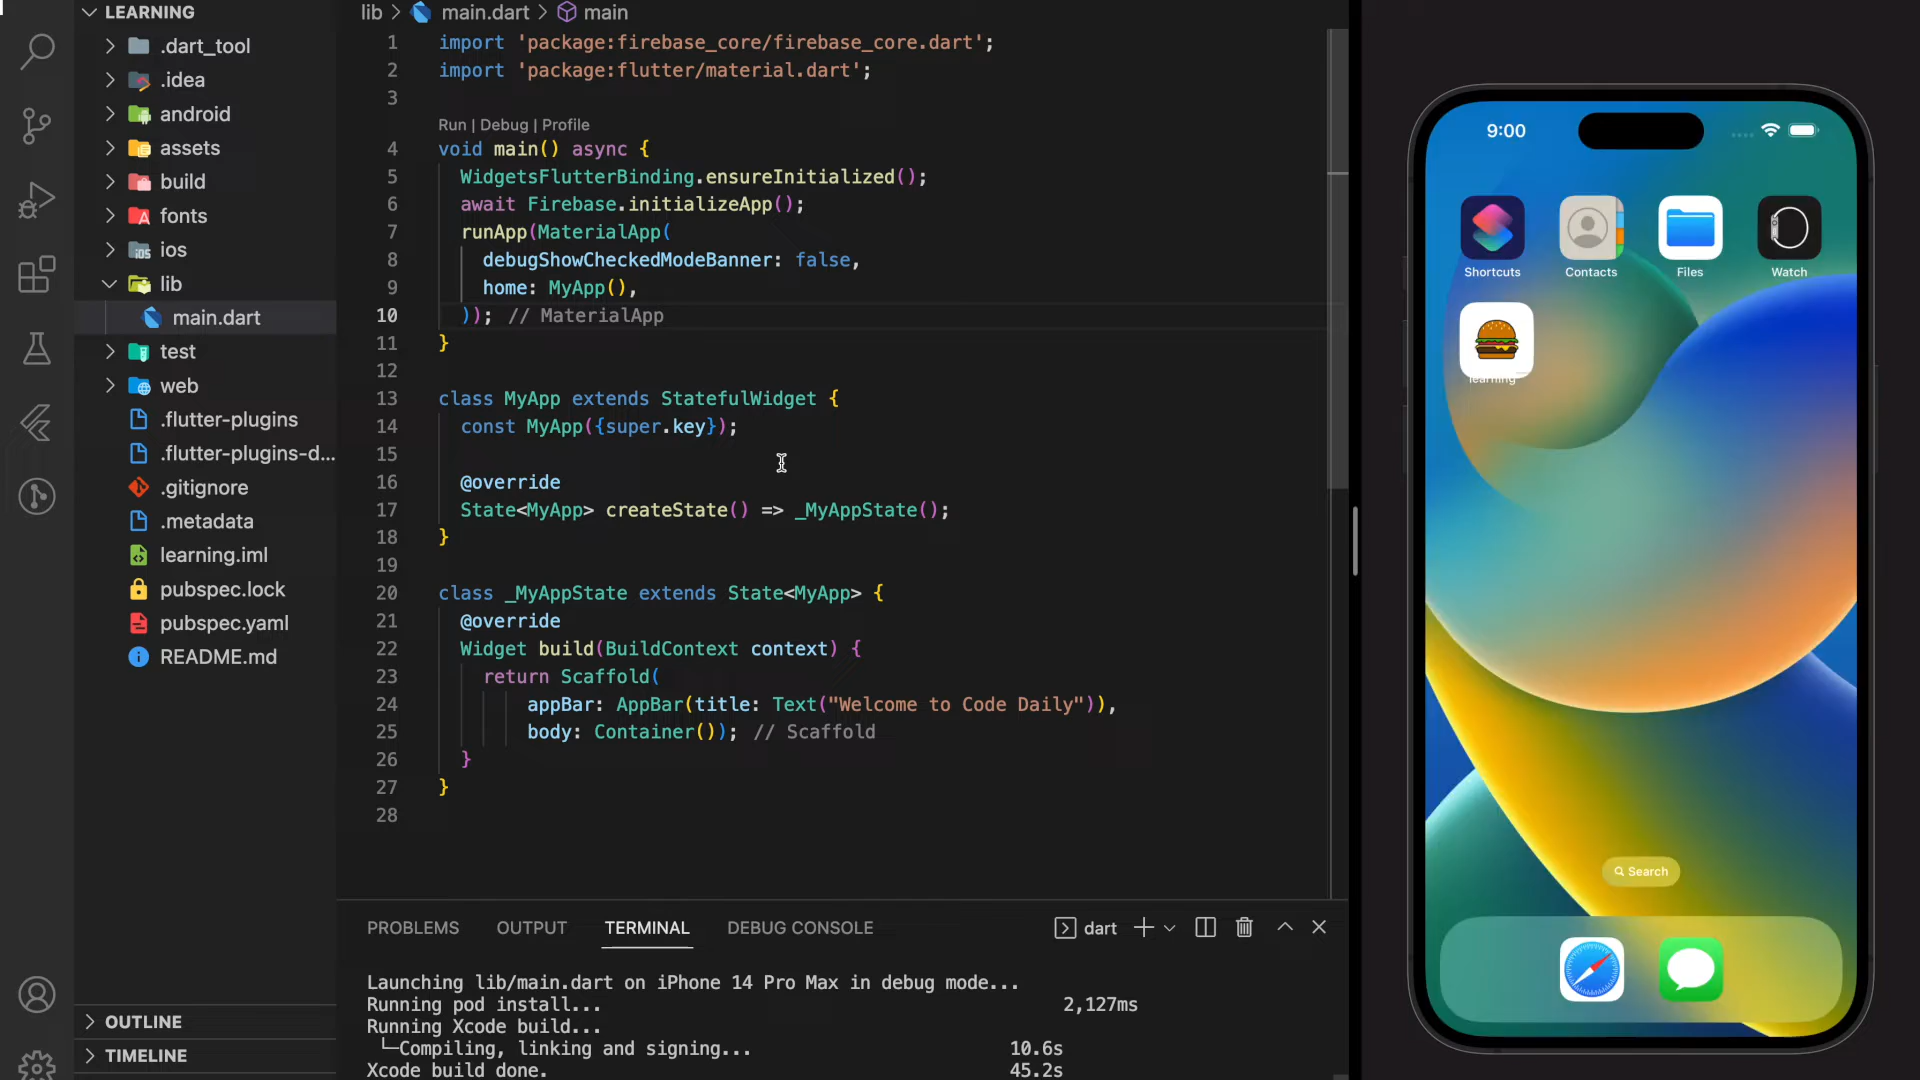 LEARNING
.dart_tool
.idea
android
assets
build
fonts
ios
lib
main.dart
test
web
.flutter-plugins
.flutter-plugins-d...
.gitignore
.metadata
learning.iml
pubspec.lock
pubspec.yaml
README.md
OUTLINE
TIMELINE
lib > main.dart > main
1 import 'package:firebase_core/firebase_core.dart';
2 import 'package:flutter/material.dart';
3
Run | Debug | Profile
4 void main() async {
5 WidgetsFlutterBinding.ensureInitialized();
6 await Firebase.initializeApp();
7 runApp(MaterialApp(
8 debugShowCheckedModeBanner: false,
9 home: MyApp(),
10 )); // MaterialApp
11 }
12
13 class MyApp extends StatefulWidget {
14 const MyApp({super.key});
15
16 @override
17 State<MyApp> createState() => _MyAppState();
18 }
19
20 class _MyAppState extends State<MyApp> {
21 @override
22 Widget build(BuildContext context) {
23 return Scaffold(
24 appBar: AppBar(title: Text("Welcome to Code Daily")),
25 body: Container()); // Scaffold
26 }
27 }
28
PROBLEMS OUTPUT TERMINAL DEBUG CONSOLE dart
Launching lib/main.dart on iPhone 14 Pro Max in debug mode...
Running pod install... 2,127ms
Running Xcode build...
└─Compiling, linking and signing... 10.6s
Xcode build done. 45.2s
9:00
Shortcuts Contacts Files Watch
learning
Search